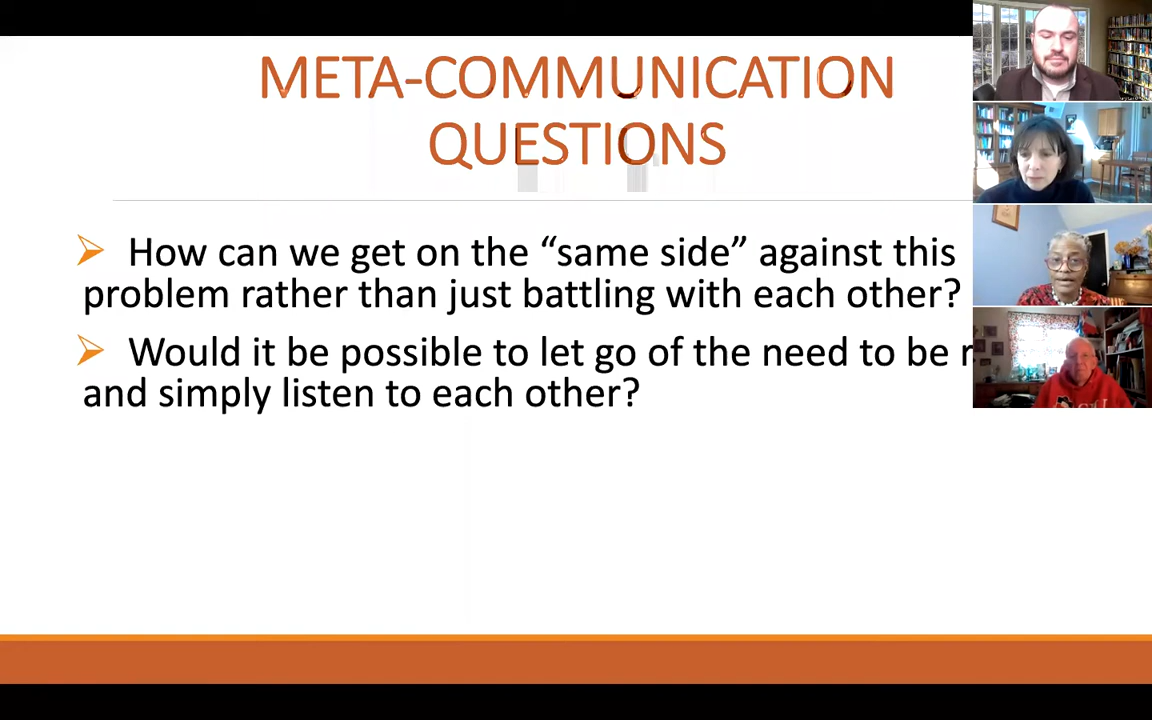 META-COMMUNICATION
QUESTIONS
How can we get on the “same side” against this
problem rather than just battling with each other?
Would it be possible to let go of the need to be
and simply listen to each other?